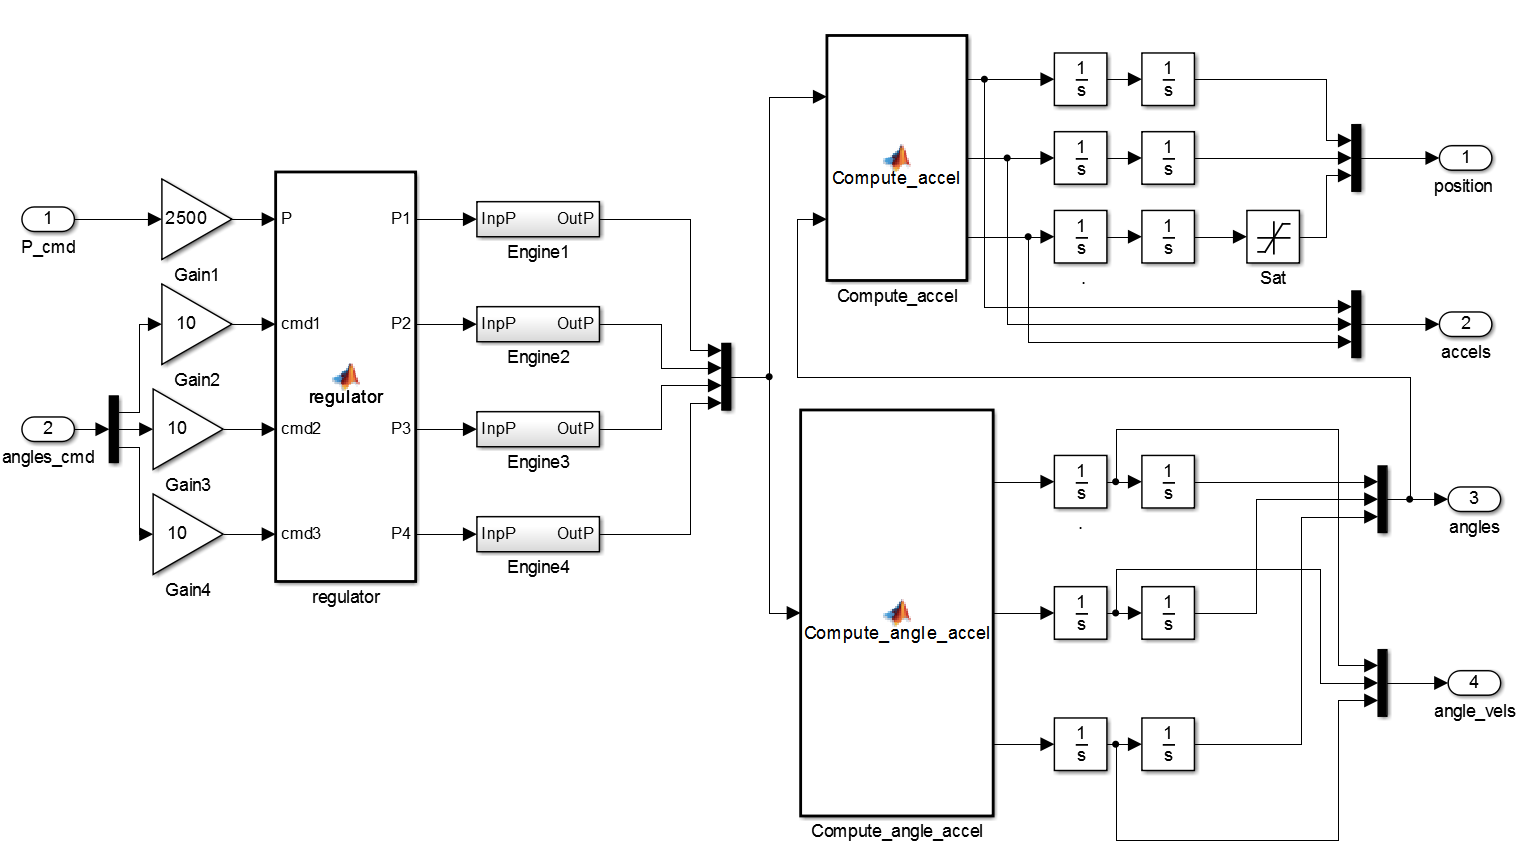 1
P_cmd
2500
Gain1
10
Gain2
2
angles_cmd
10
Gain3
10
Gain4
P
cmd1
cmd2
cmd3
P1
P2
P3
P4
regulator
regulator
InpP OutP
Engine1
InpP OutP
Engine2
InpP OutP
Engine3
InpP OutP
Engine4
Compute_accel
Compute_accel
1
s
1
s
1
s
1
s
1
s
1
s
.
Sat
1
position
2
accels
Compute_angle_accel
Compute_angle_accel
1
s
1
s
.
1
s
1
s
1
s
1
s
3
angles
4
angle_vels